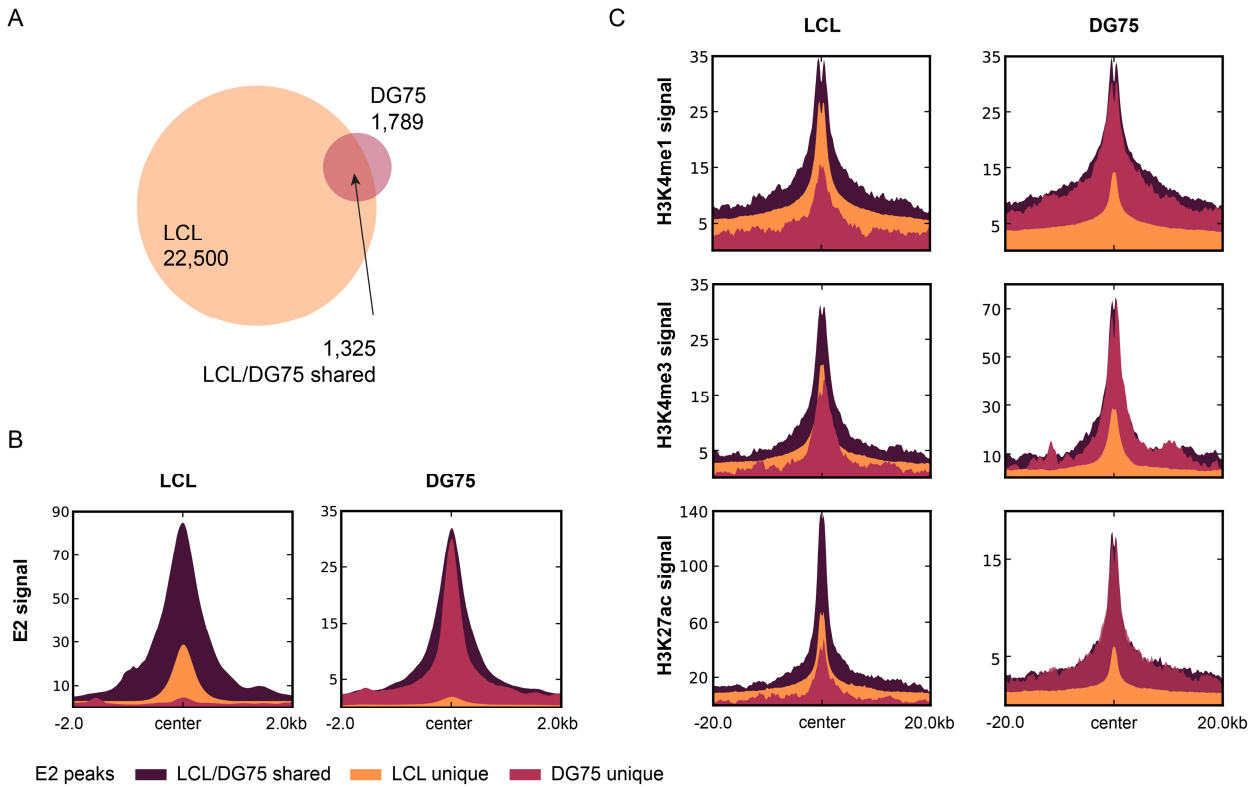 A
DG75
1,789
LCL
22,500
1,325
LCL/DG75 shared
B
LCL
DG75
E2 signal
90
70
50
30
10
35
25
15
5
-2.0
center
2.0kb
-2.0
center
2.0kb
C
LCL
DG75
H3K4me1 signal
35
25
15
5
35
25
15
5
H3K4me3 signal
35
25
15
5
70
50
30
10
H3K27ac signal
140
100
60
20
15
5
-20.0
center
20.0kb
-20.0
center
20.0kb
E2 peaks
LCL/DG75 shared
LCL unique
DG75 unique